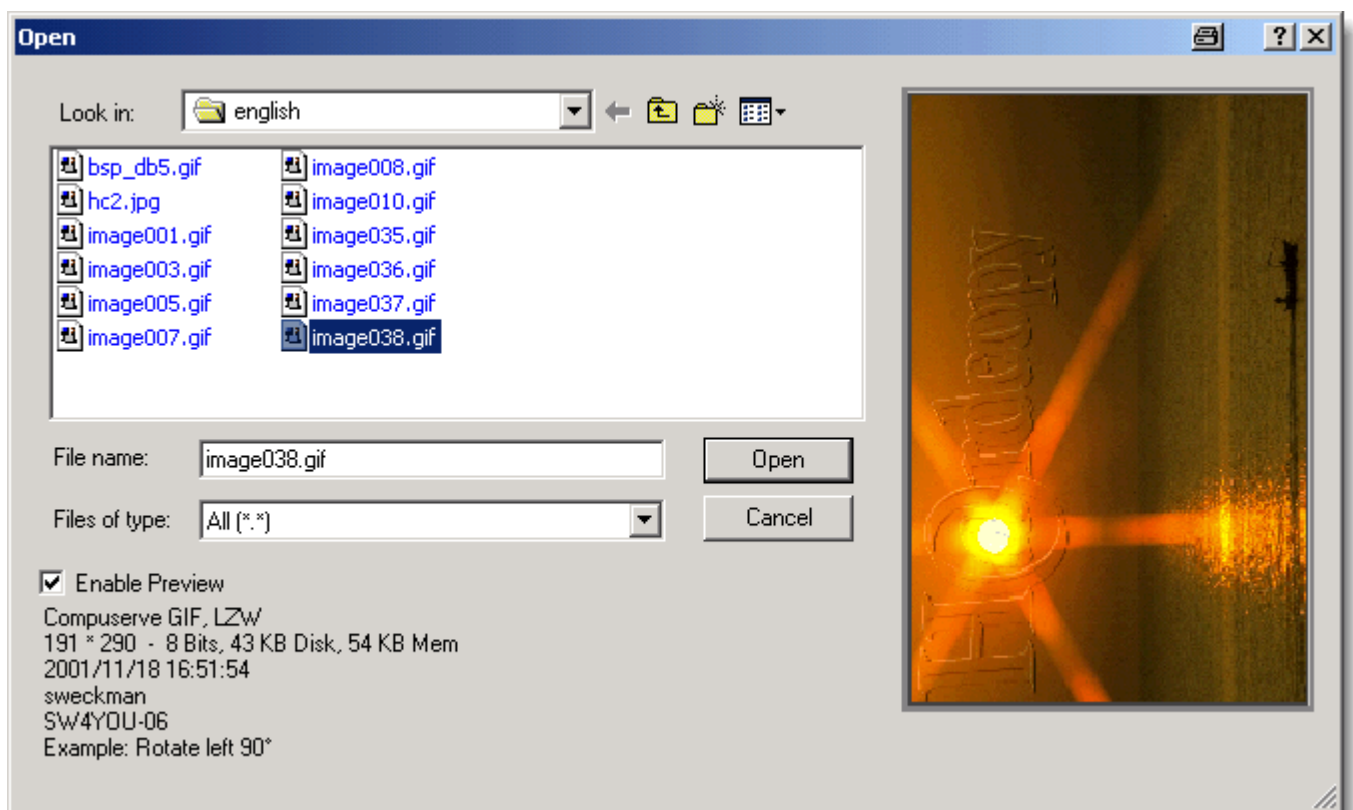 Open
Look in: english
bsp_db5.gif
hc2.jpg
image001.gif
image003.gif
image005.gif
image007.gif
image008.gif
image010.gif
image035.gif
image036.gif
image037.gif
image038.gif
File name: image038.gif
Open
Files of type: All (*.*)
Cancel
Enable Preview
Compuserve GIF, LZW
191 * 290 - 8 Bits, 43 KB Disk, 54 KB Mem
2001/11/18 16:51:54
sweckman
SW4YOU-06
Example: Rotate left 90°